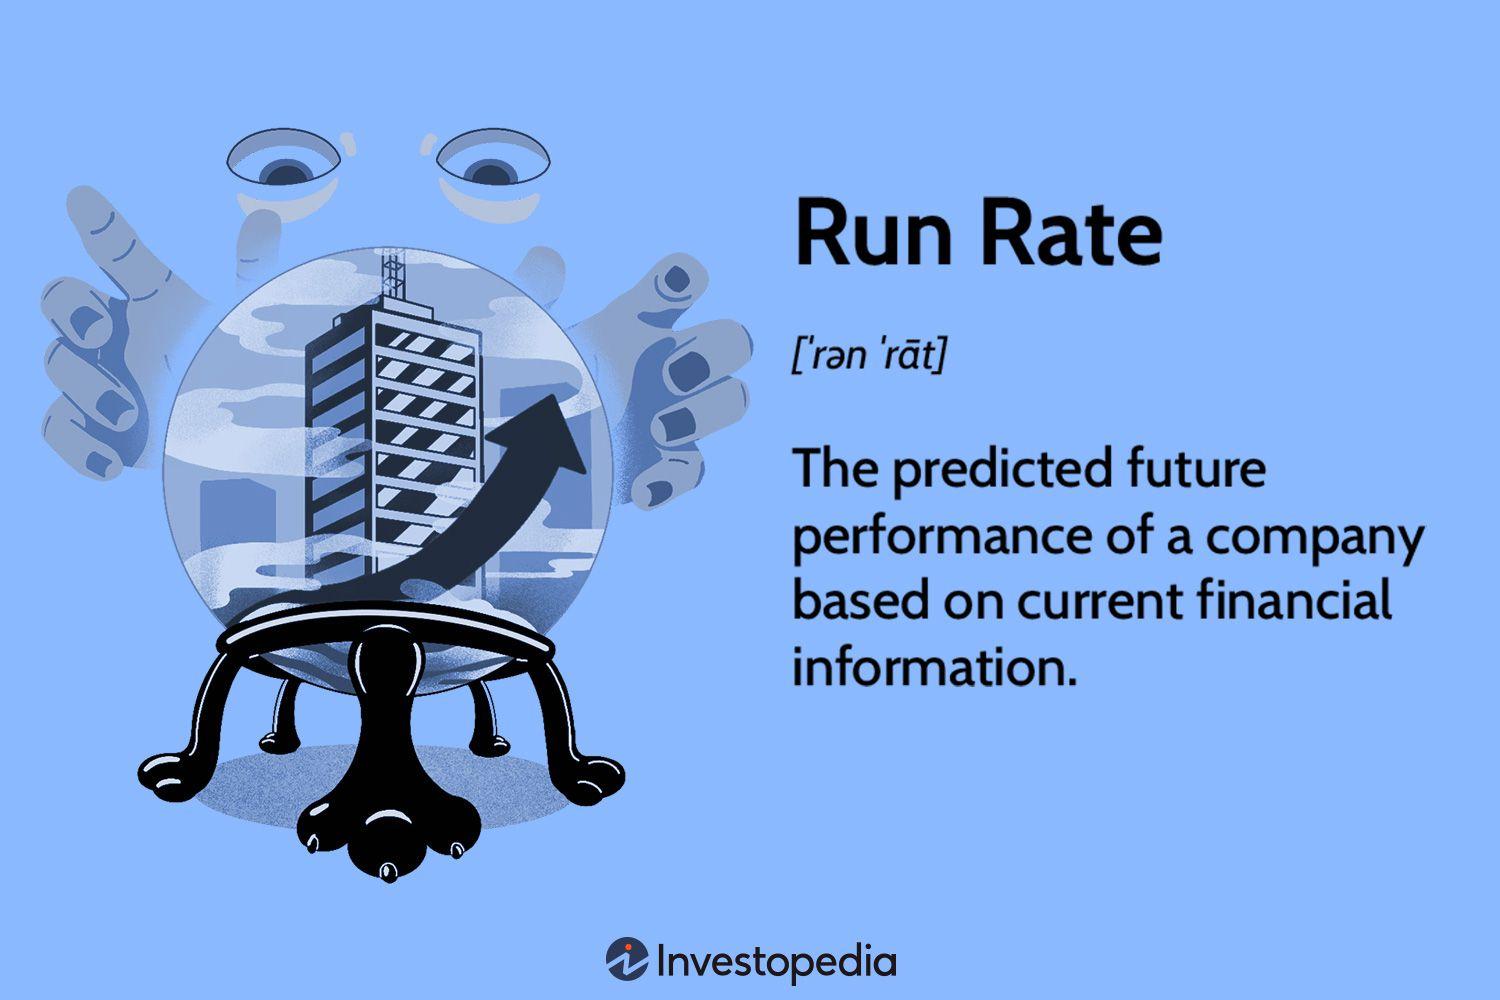 Run Rate
[ˈrən ˈrāt]
The predicted future
performance of a company
based on current financial
information.
Investopedia